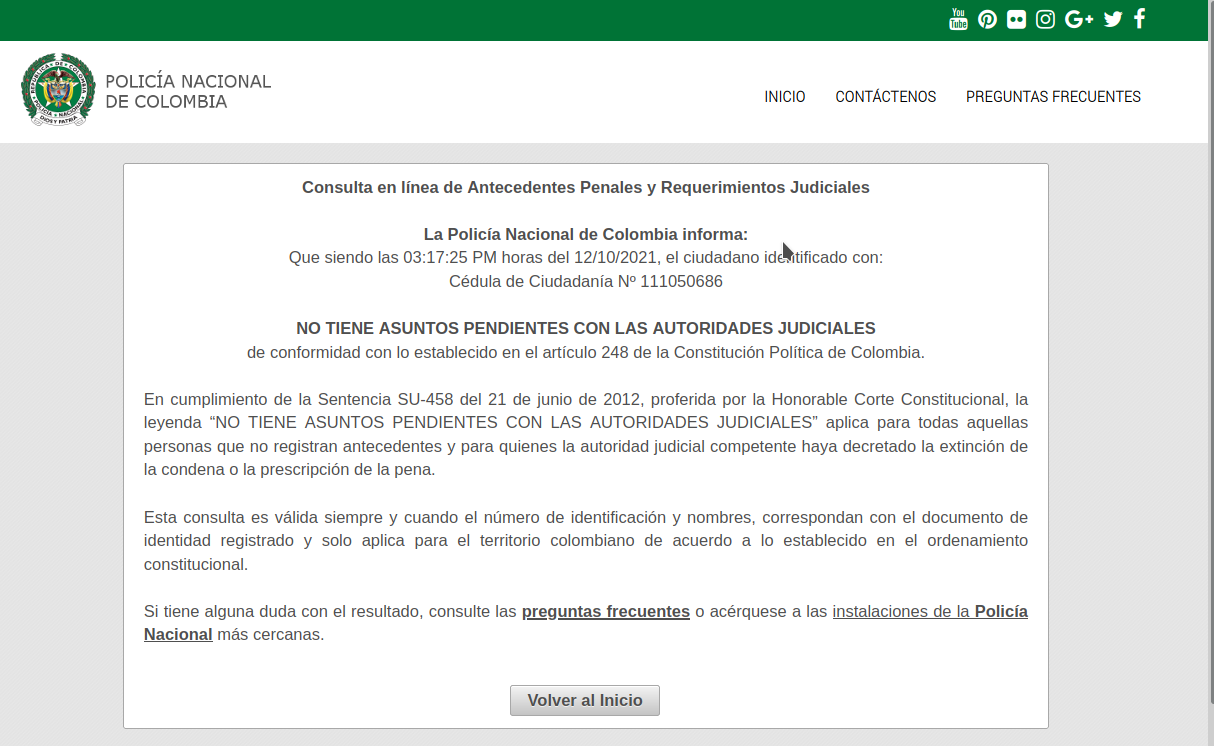 You
Tube
POLICÍA NACIONAL
DE COLOMBIA
INICIO CONTÁCTENOS PREGUNTAS FRECUENTES
Consulta en línea de Antecedentes Penales y Requerimientos Judiciales
La Policía Nacional de Colombia informa:
Que siendo las 03:17:25 PM horas del 12/10/2021, el ciudadano identificado con:
Cédula de Ciudadanía Nº 111050686
NO TIENE ASUNTOS PENDIENTES CON LAS AUTORIDADES JUDICIALES
de conformidad con lo establecido en el artículo 248 de la Constitución Política de Colombia.
En cumplimiento de la Sentencia SU-458 del 21 de junio de 2012, proferida por la Honorable Corte Constitucional, la
leyenda “NO TIENE ASUNTOS PENDIENTES CON LAS AUTORIDADES JUDICIALES” aplica para todas aquellas
personas que no registran antecedentes y para quienes la autoridad judicial competente haya decretado la extinción de
la condena o la prescripción de la pena.
Esta consulta es válida siempre y cuando el número de identificación y nombres, correspondan con el documento de
identidad registrado y solo aplica para el territorio colombiano de acuerdo a lo establecido en el ordenamiento
constitucional.
Si tiene alguna duda con el resultado, consulte las preguntas frecuentes o acérquese a las instalaciones de la Policía
Nacional más cercanas.
Volver al Inicio